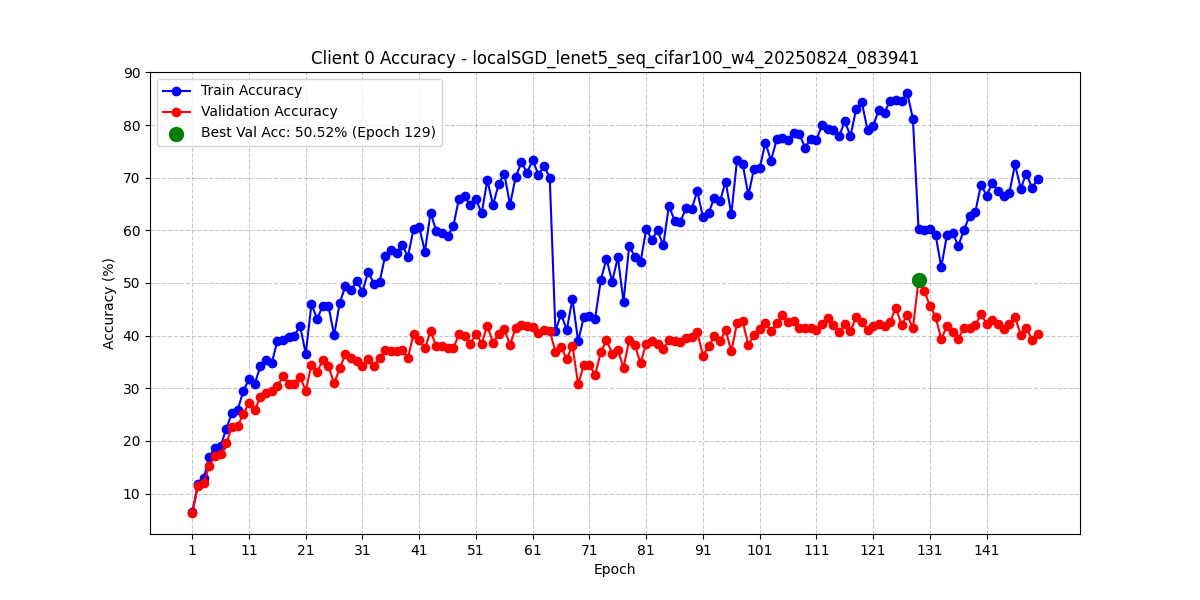 Client 0 Accuracy - localSGD_lenet5_seq_cifar100_w4_20250824_083941
Train Accuracy
Validation Accuracy
Best Val Acc: 50.52% (Epoch 129)
Accuracy (%)
90
80
70
60
50
40
30
20
10
1 11 21 31 41 51 61 71 81 91 101 111 121 131 141
Epoch